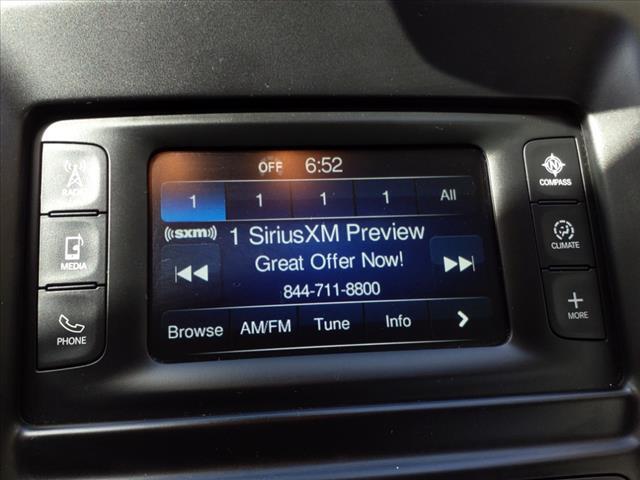 OFF 6:52
1 1 1 1 All
((sxm)) 1 SiriusXM Preview
Great Offer Now!
844-711-8800
Browse AM/FM Tune Info
RADIO
MEDIA
PHONE
N
COMPASS
CLIMATE
+
MORE